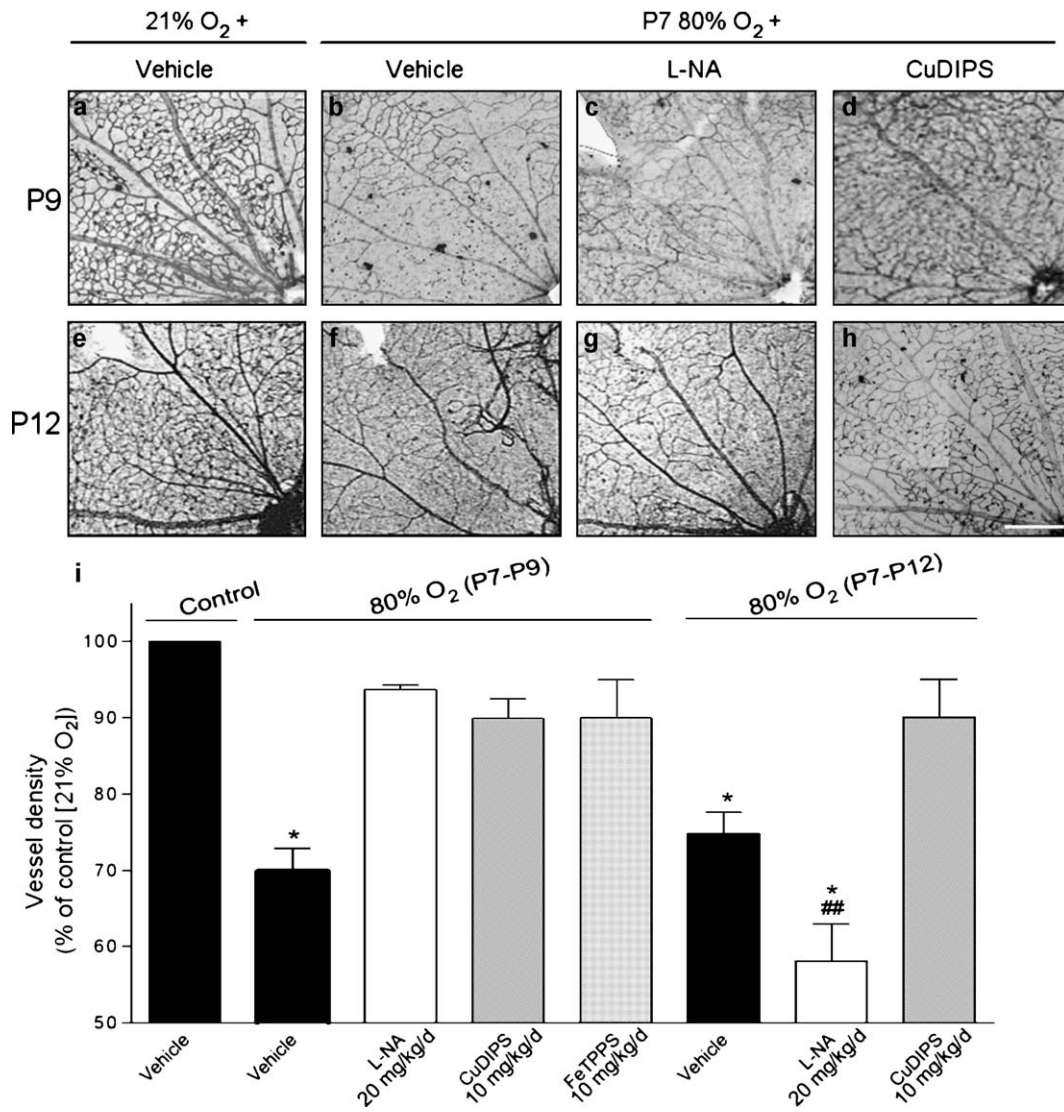 21% O₂ +
P7 80% O₂ +
Vehicle
Vehicle
L-NA
CuDIPS
P9
a
b
c
d
P12
e
f
g
h
i
Control
80% O₂ (P7-P9)
80% O₂ (P7-P12)
Vessel density
(% of control [21% O₂])
100
90
80
70
60
50
*
*
*
##
Vehicle
Vehicle
L-NA
20 mg/kg/d
CuDIPS
10 mg/kg/d
FeTPPS
10 mg/kg/d
Vehicle
L-NA
20 mg/kg/d
CuDIPS
10 mg/kg/d